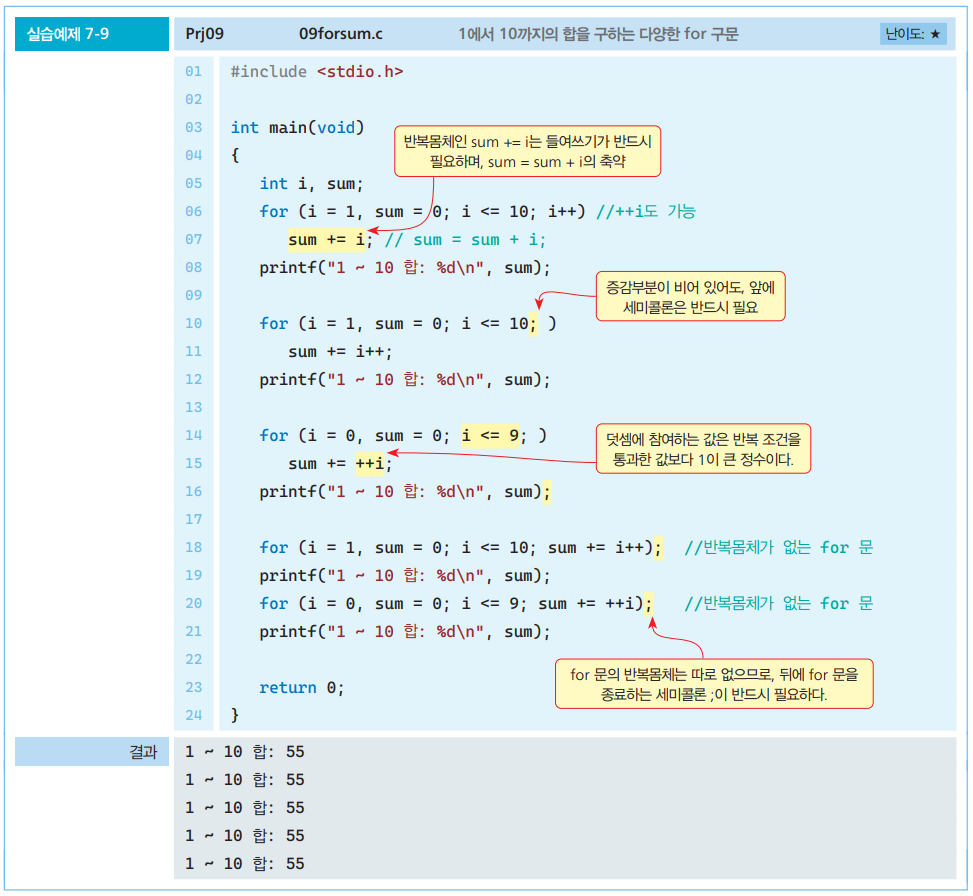 실습예제 7-9
Prj09 09forsum.c 1에서 10까지의 합을 구하는 다양한 for 구문 난이도: ★
01 #include <stdio.h>
02
03 int main(void)
반복몸체인 sum += i는 들여쓰기가 반드시
필요하며, sum = sum + i의 축약
04 {
05 int i, sum;
06 for (i = 1, sum = 0; i <= 10; i++) //++i도 가능
07 sum += i; // sum = sum + i;
08 printf("1 ~ 10 합: %d\n", sum);
09
증감부분이 비어 있어도, 앞에
세미콜론은 반드시 필요
10 for (i = 1, sum = 0; i <= 10; )
11 sum += i++;
12 printf("1 ~ 10 합: %d\n", sum);
13
14 for (i = 0, sum = 0; i <= 9; )
덧셈에 참여하는 값은 반복 조건을
통과한 값보다 1이 큰 정수이다.
15 sum += ++i;
16 printf("1 ~ 10 합: %d\n", sum);
17
18 for (i = 1, sum = 0; i <= 10; sum += i++); //반복몸체가 없는 for 문
19 printf("1 ~ 10 합: %d\n", sum);
20 for (i = 0, sum = 0; i <= 9; sum += ++i); //반복몸체가 없는 for 문
21 printf("1 ~ 10 합: %d\n", sum);
22
for 문의 반복몸체는 따로 없으므로, 뒤에 for 문을
종료하는 세미콜론 ;이 반드시 필요하다.
23 return 0;
24 }
결과
1 ~ 10 합: 55
1 ~ 10 합: 55
1 ~ 10 합: 55
1 ~ 10 합: 55
1 ~ 10 합: 55